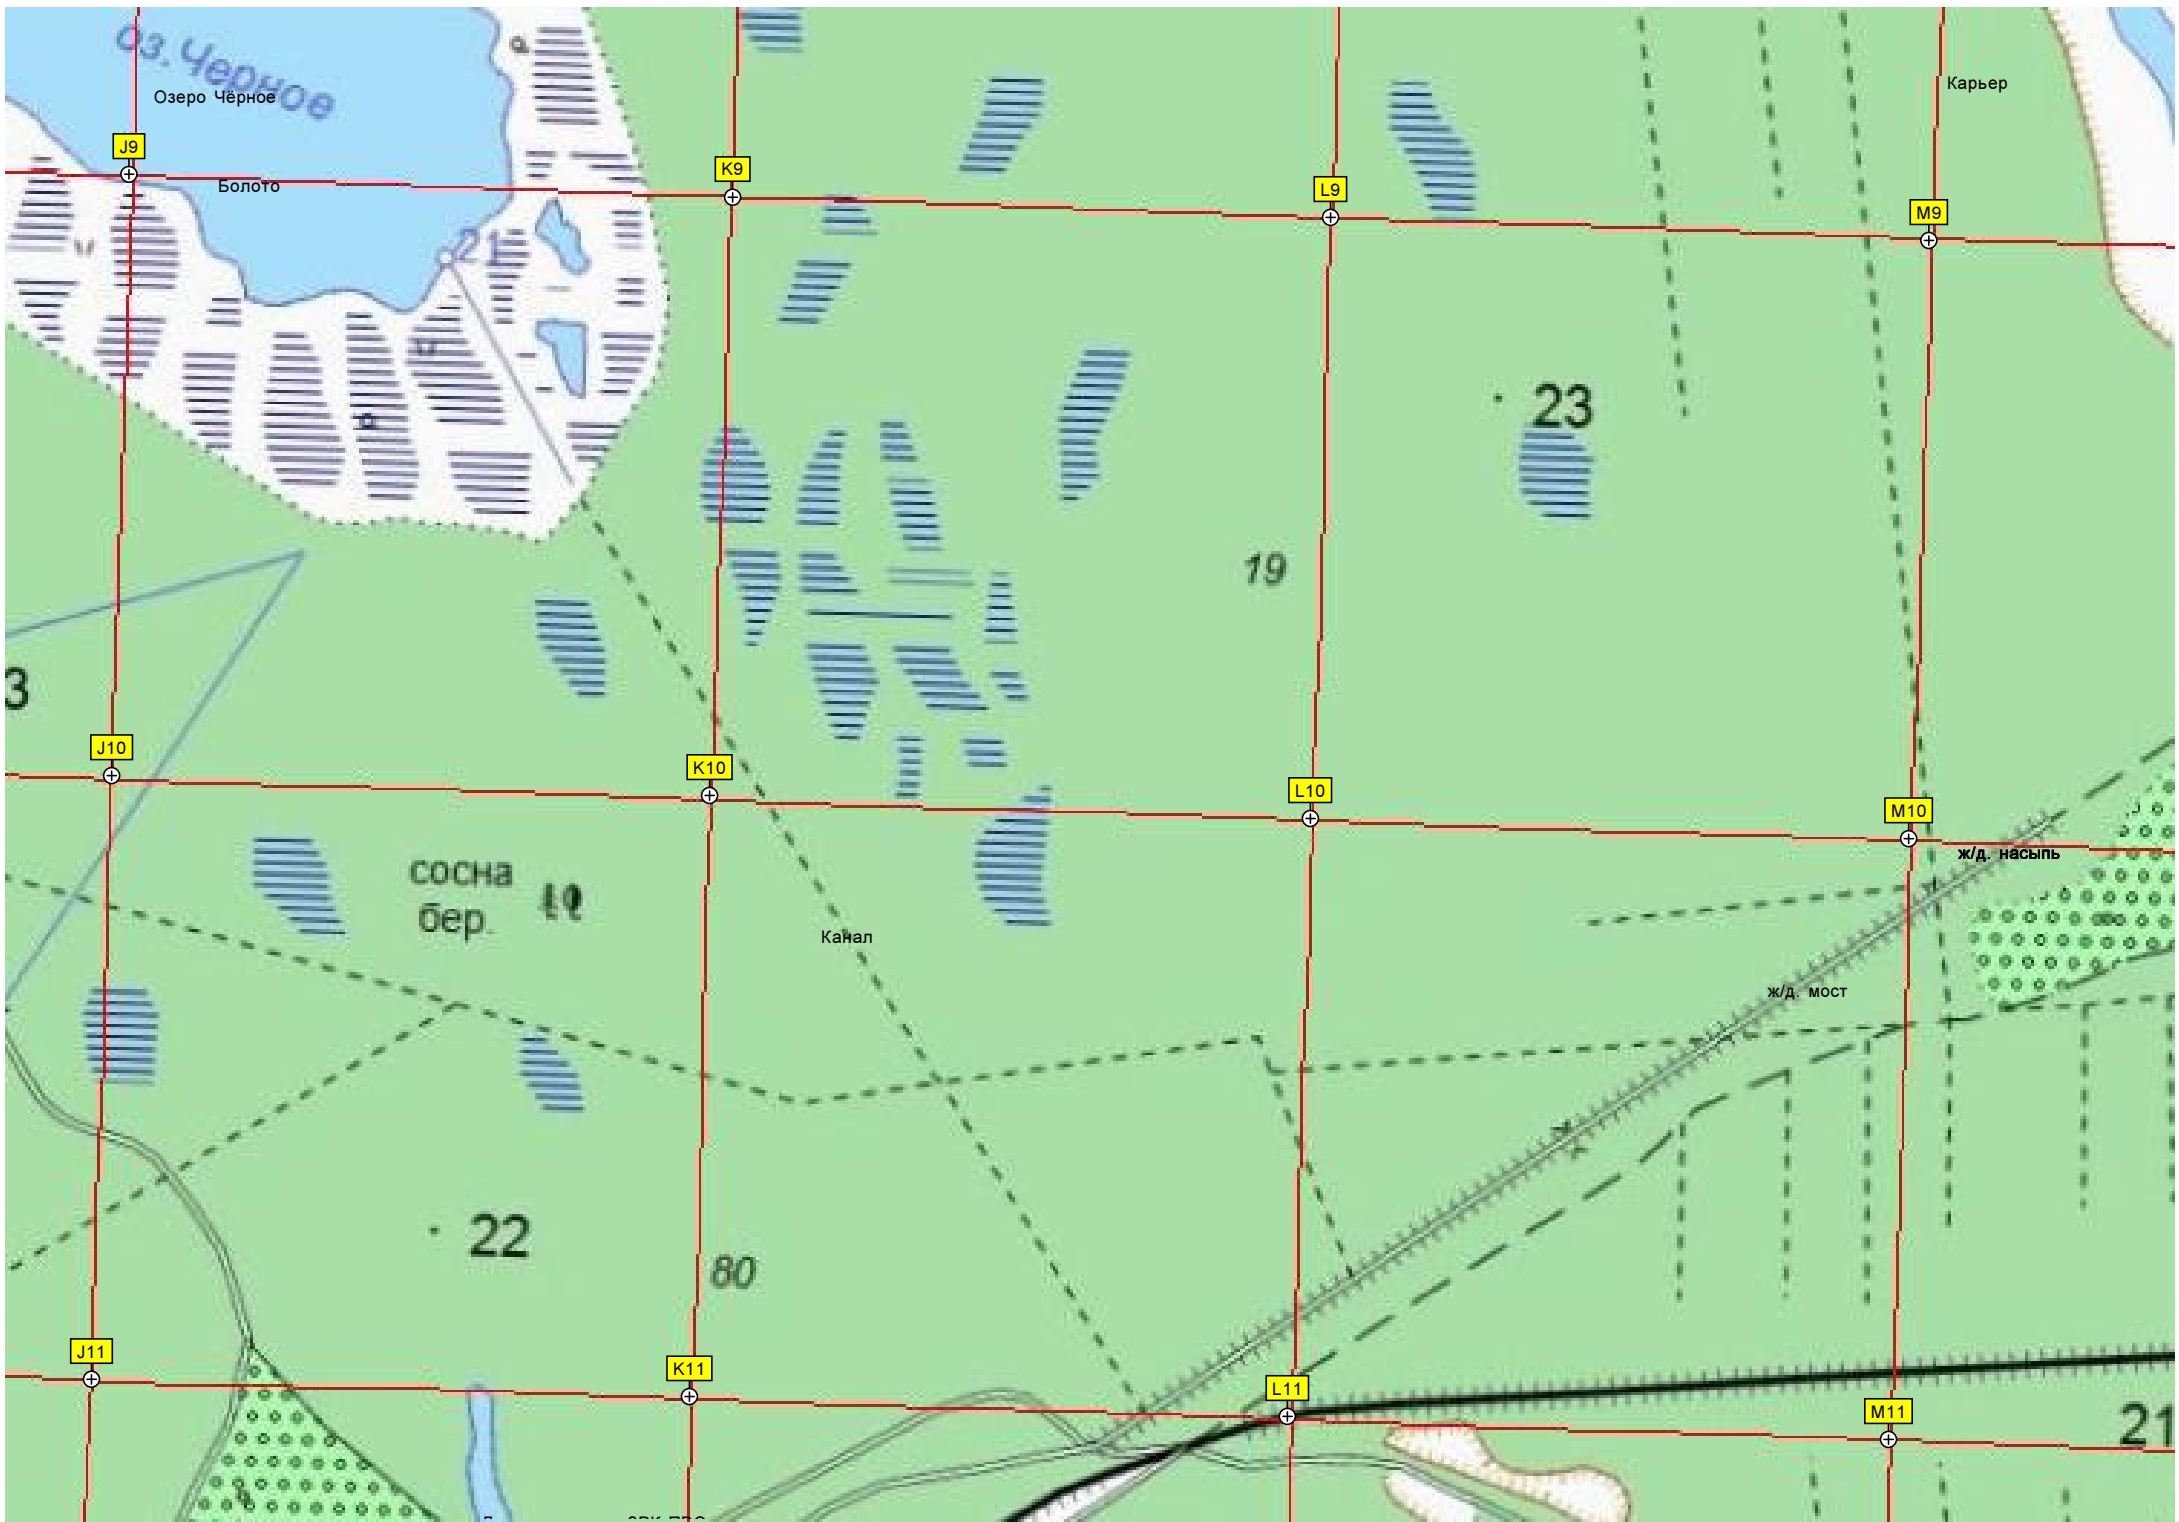 оз. Черное
Озеро Чёрное
Карьер
J9
K9
L9
M9
Болото
21
23
19
3
J10
K10
L10
M10
ж/д. насыпь
сосна
бер.
Канал
ж/д. мост
22
80
J11
K11
L11
M11
21